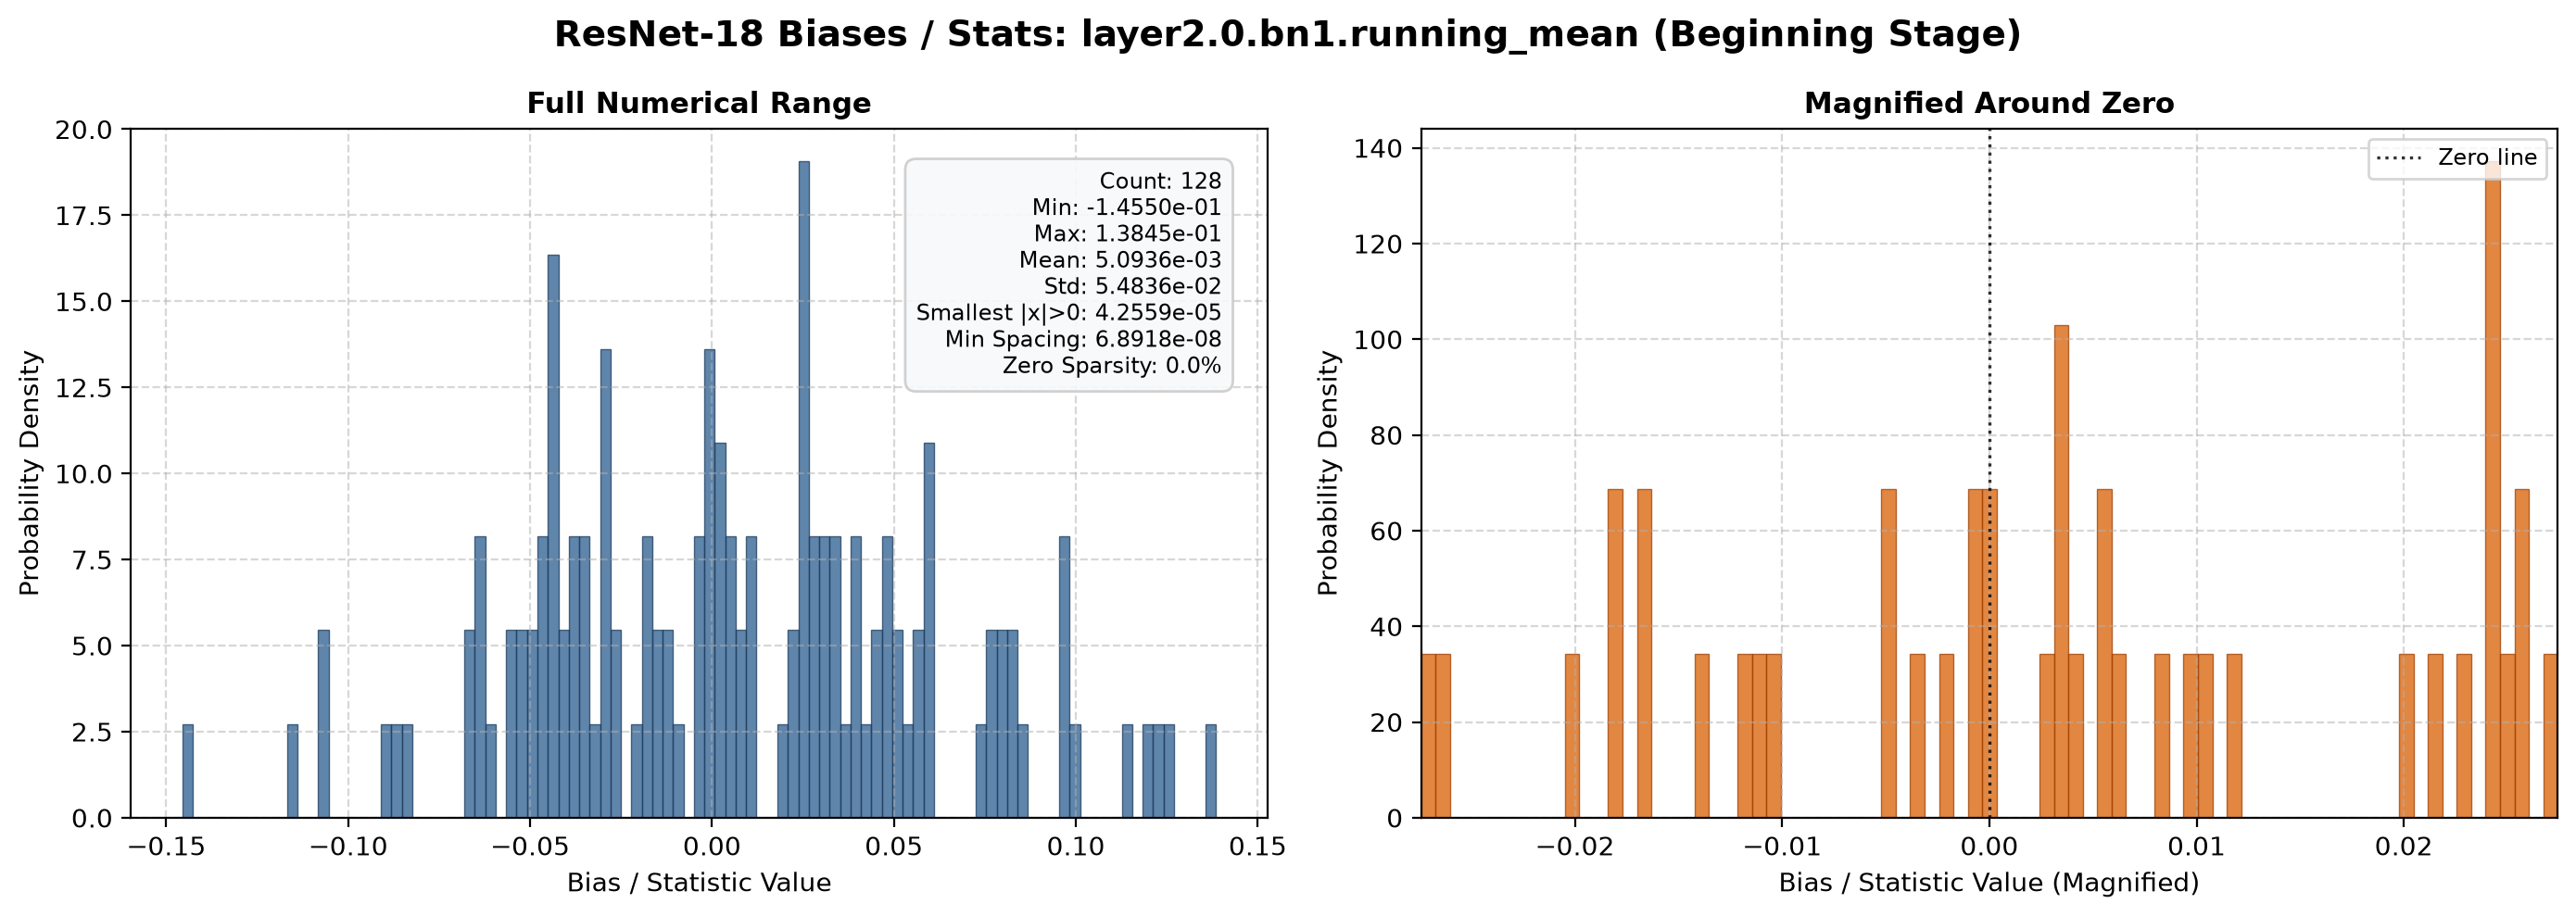 ResNet-18 Biases / Stats: layer2.0.bn1.running_mean (Beginning Stage)
Full Numerical Range
Probability Density
20.0
17.5
15.0
12.5
10.0
7.5
5.0
2.5
0.0
Count: 128
Min: -1.4550e-01
Max: 1.3845e-01
Mean: 5.0936e-03
Std: 5.4836e-02
Smallest |x|>0: 4.2559e-05
Min Spacing: 6.8918e-08
Zero Sparsity: 0.0%
−0.15 −0.10 −0.05 0.00 0.05 0.10 0.15
Bias / Statistic Value
Magnified Around Zero
Probability Density
140
120
100
80
60
40
20
0
Zero line
−0.02 −0.01 0.00 0.01 0.02
Bias / Statistic Value (Magnified)